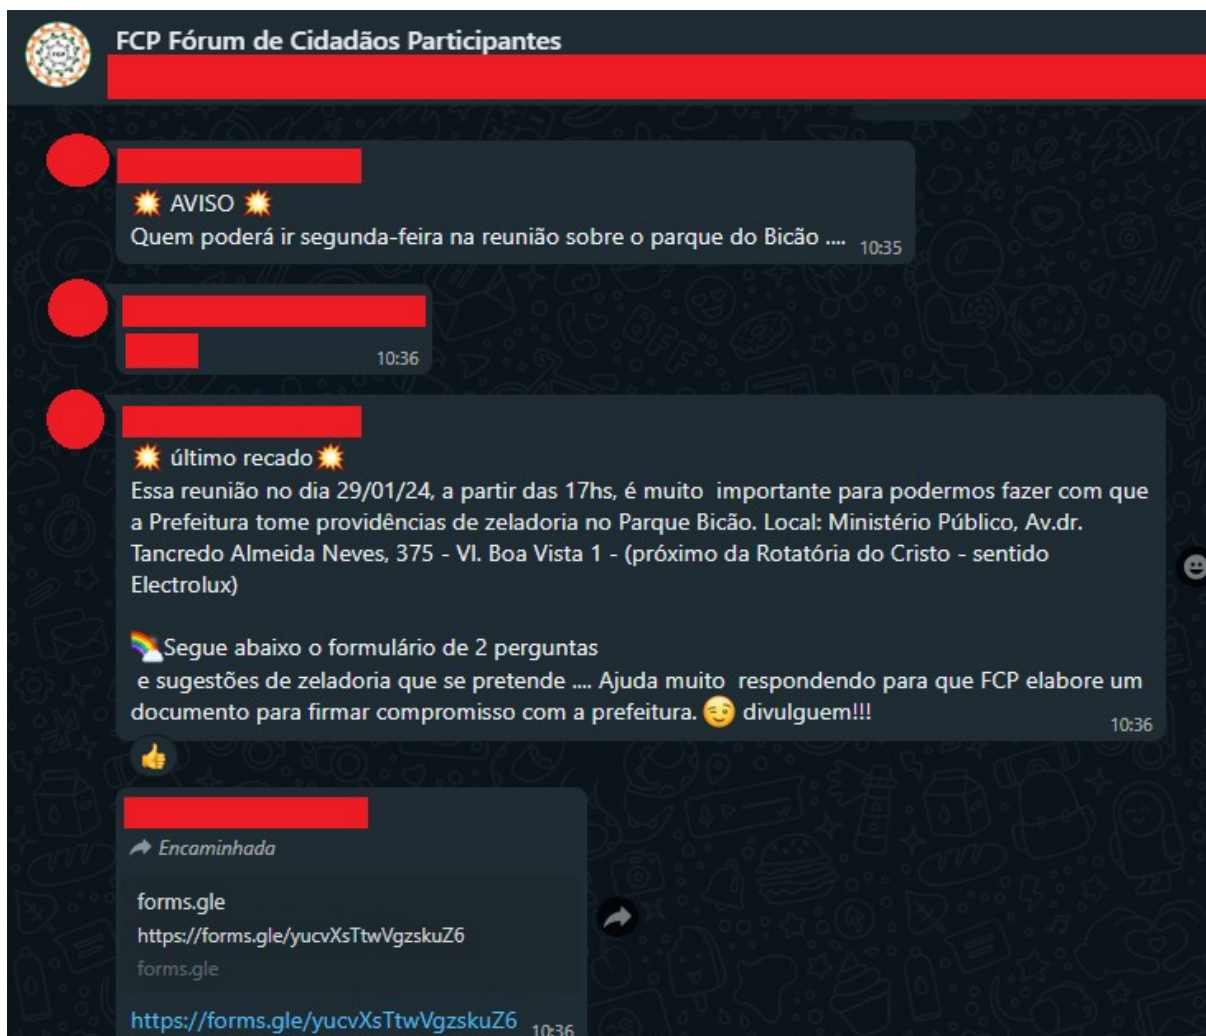 FCP Fórum de Cidadãos Participantes
💥 AVISO 💥
Quem poderá ir segunda-feira na reunião sobre o parque do Bicão ....
10:35
10:36
💥 último recado💥
Essa reunião no dia 29/01/24, a partir das 17hs, é muito  importante para podermos fazer com que
a Prefeitura tome providências de zeladoria no Parque Bicão. Local: Ministério Público, Av.dr.
Tancredo Almeida Neves, 375 - Vl. Boa Vista 1 - (próximo da Rotatória do Cristo - sentido
Electrolux)
🌈Segue abaixo o formulário de 2 perguntas
e sugestões de zeladoria que se pretende .... Ajuda muito  respondendo para que FCP elabore um
documento para firmar compromisso com a prefeitura. 😉 divulguem!!!
10:36
Encaminhada
forms.gle
https://forms.gle/yucvXsTtwVgzskuZ6
forms.gle
https://forms.gle/yucvXsTtwVgzskuZ6
10:36